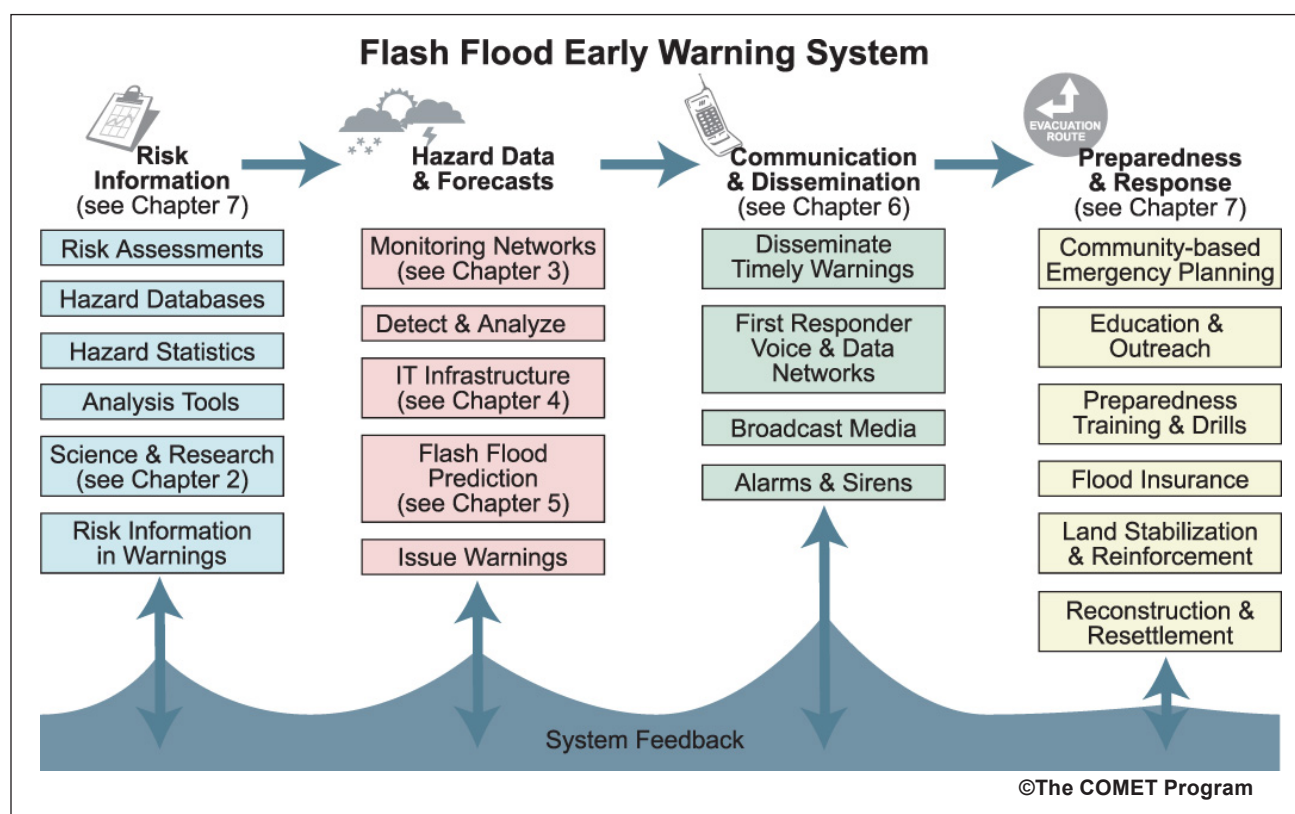 Flash Flood Early Warning System
Risk
Information
(see Chapter 7)
Risk Assessments
Hazard Databases
Hazard Statistics
Analysis Tools
Science & Research
(see Chapter 2)
Risk Information
in Warnings
Hazard Data
& Forecasts
Monitoring Networks
(see Chapter 3)
Detect & Analyze
IT Infrastructure
(see Chapter 4)
Flash Flood
Prediction
(see Chapter 5)
Issue Warnings
Communication
& Dissemination
(see Chapter 6)
Disseminate
Timely Warnings
First Responder
Voice & Data
Networks
Broadcast Media
Alarms & Sirens
EVACUATION
ROUTE
Preparedness
& Response
(see Chapter 7)
Community-based
Emergency Planning
Education &
Outreach
Preparedness
Training & Drills
Flood Insurance
Land Stabilization
& Reinforcement
Reconstruction &
Resettlement
System Feedback
©The COMET Program